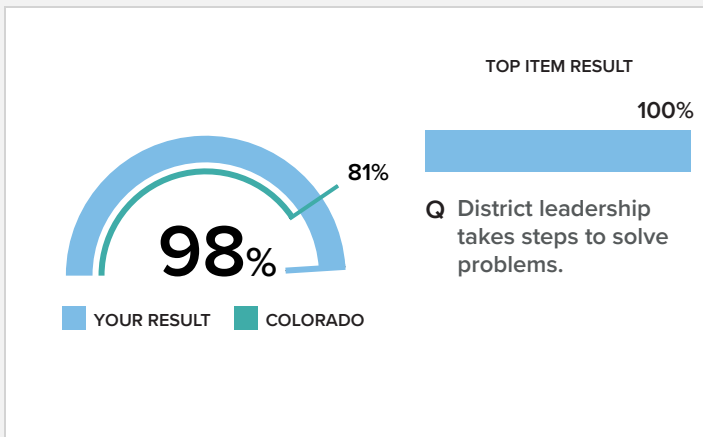 TOP ITEM RESULT
100%
81%
98%
Q District leadership
takes steps to solve
problems.
YOUR RESULT
COLORADO